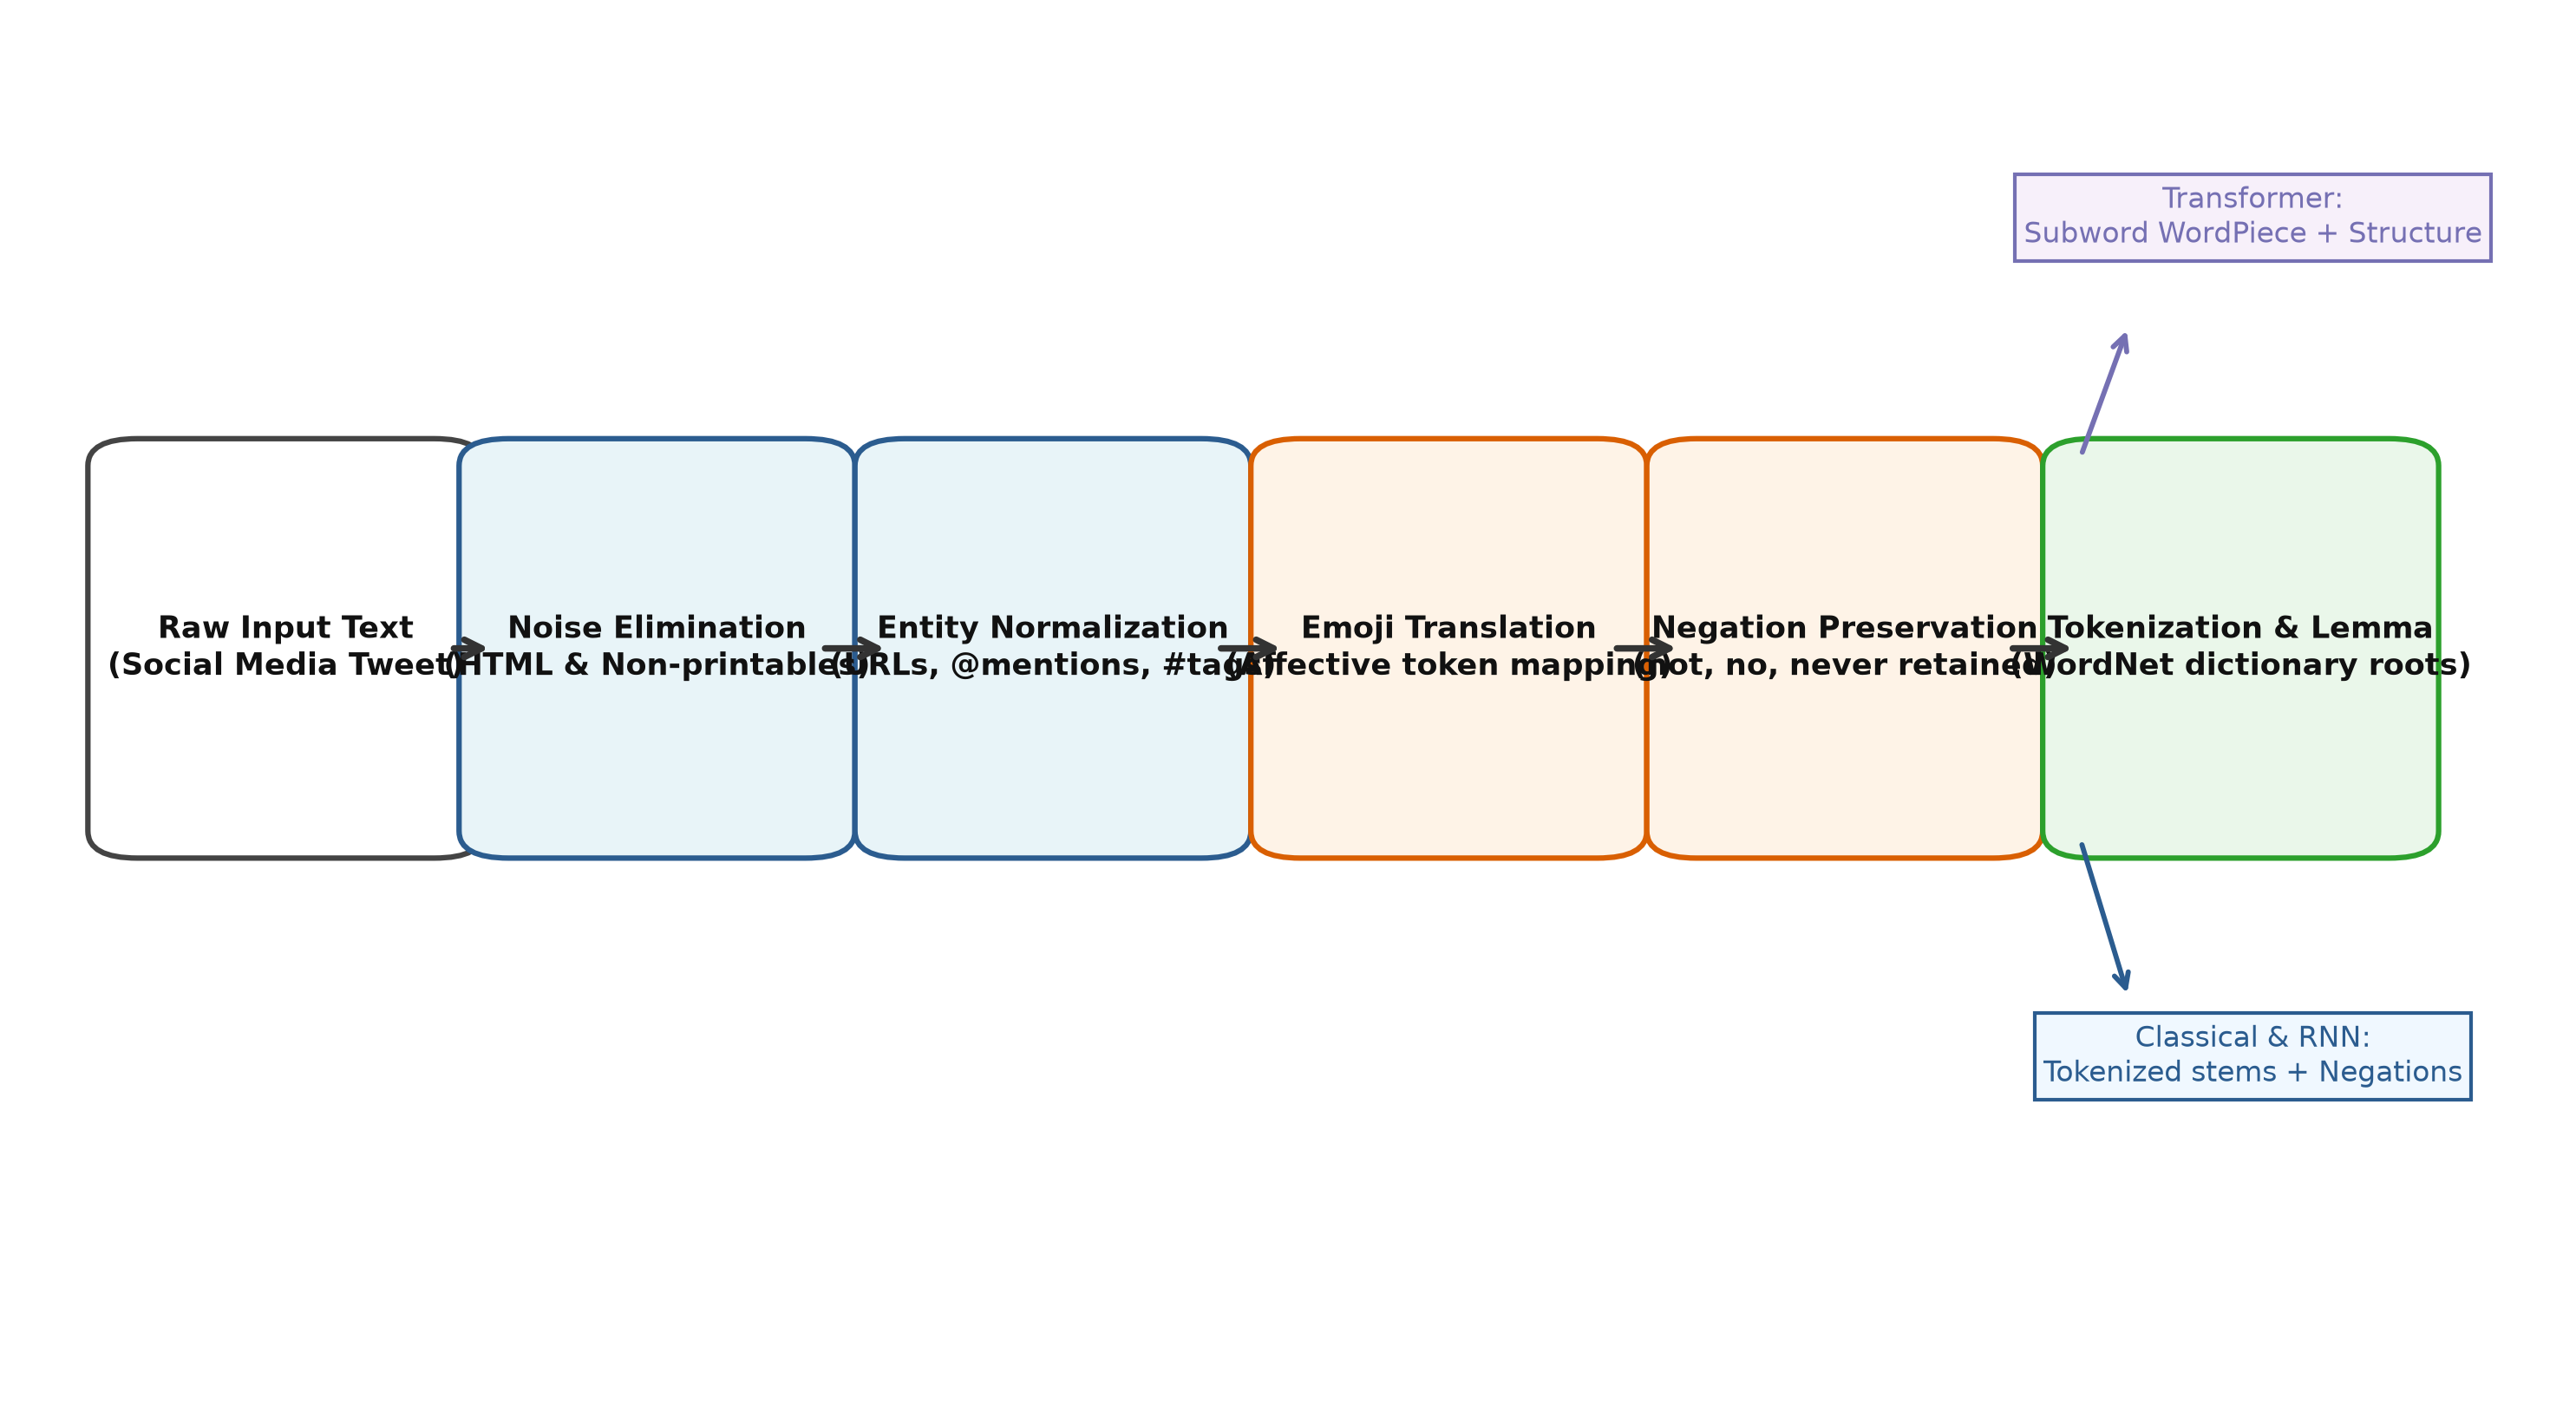 Transformer:
Subword WordPiece + Structure
Raw Input Text
(Social Media Tweet)
Noise Elimination
(HTML & Non-printables)
Entity Normalization
(URLs, @mentions, #tags)
Emoji Translation
(Affective token mapping)
Negation Preservation
(not, no, never retained)
Tokenization & Lemma
(WordNet dictionary roots)
Classical & RNN:
Tokenized stems + Negations